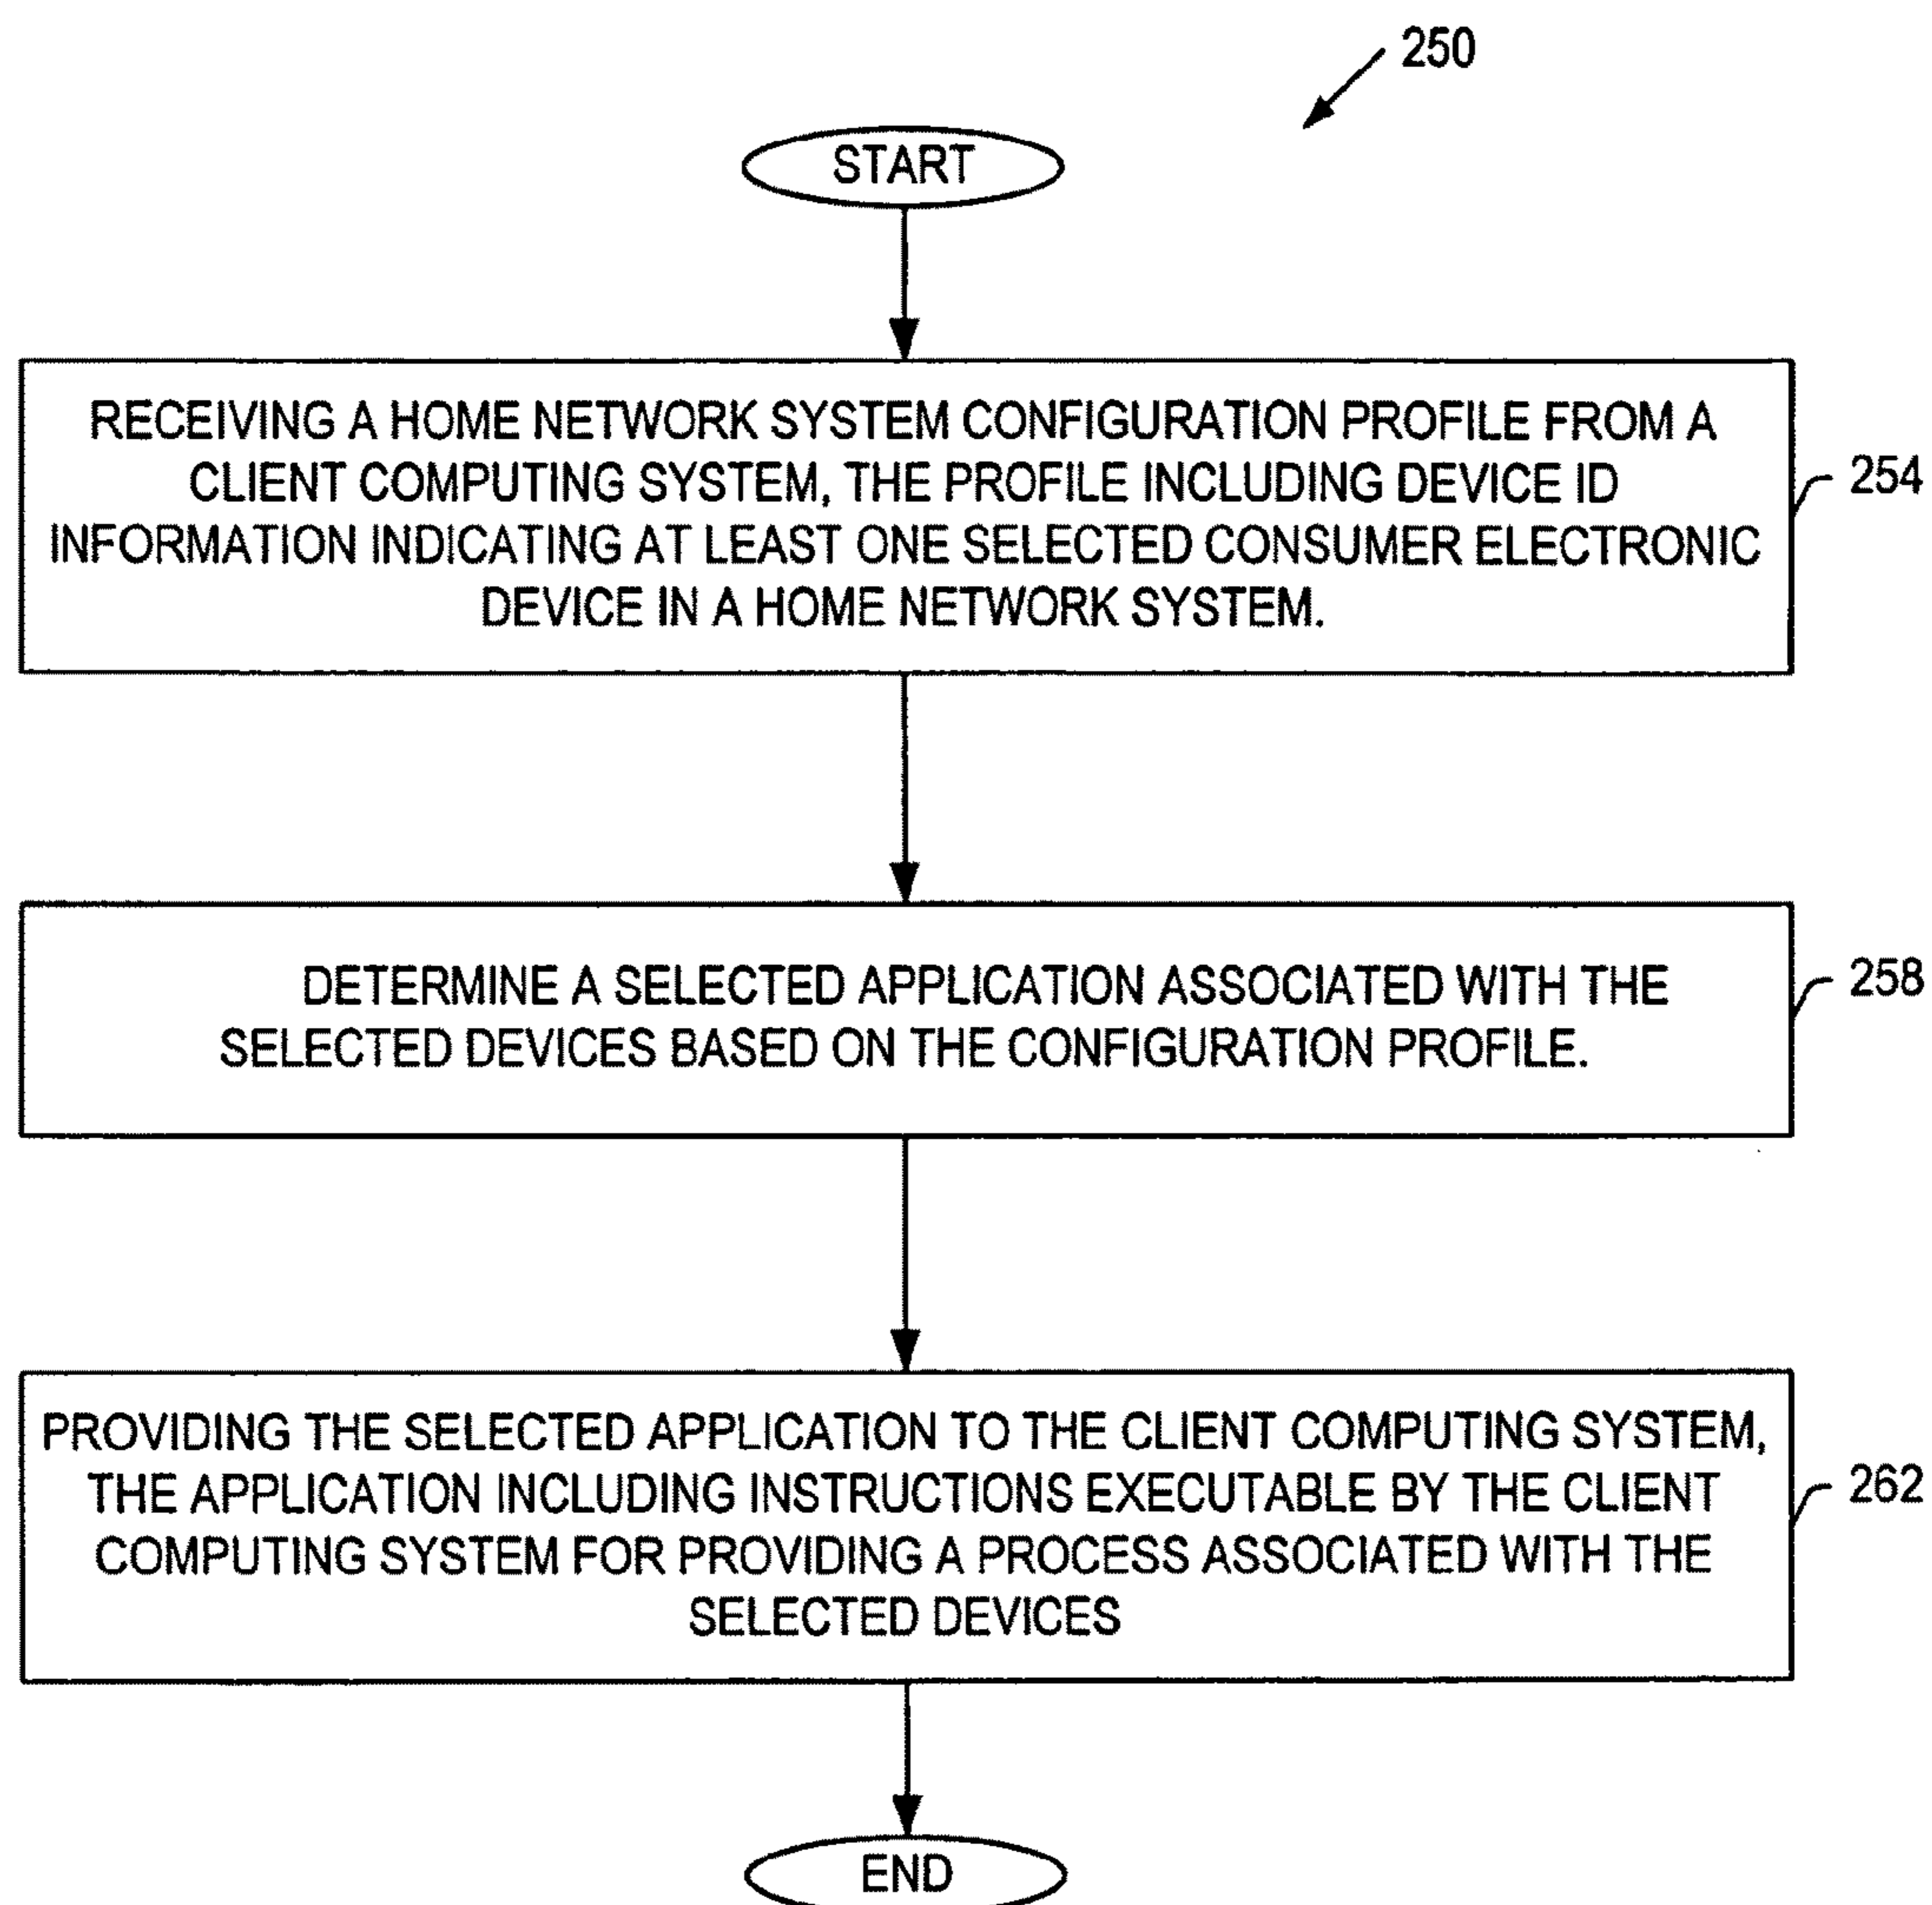 250
START
RECEIVING A HOME NETWORK SYSTEM CONFIGURATION PROFILE FROM A
CLIENT COMPUTING SYSTEM, THE PROFILE INCLUDING DEVICE ID
INFORMATION INDICATING AT LEAST ONE SELECTED CONSUMER ELECTRONIC
DEVICE IN A HOME NETWORK SYSTEM.
254
DETERMINE A SELECTED APPLICATION ASSOCIATED WITH THE
SELECTED DEVICES BASED ON THE CONFIGURATION PROFILE.
258
PROVIDING THE SELECTED APPLICATION TO THE CLIENT COMPUTING SYSTEM,
THE APPLICATION INCLUDING INSTRUCTIONS EXECUTABLE BY THE CLIENT
COMPUTING SYSTEM FOR PROVIDING A PROCESS ASSOCIATED WITH THE
SELECTED DEVICES
262
END